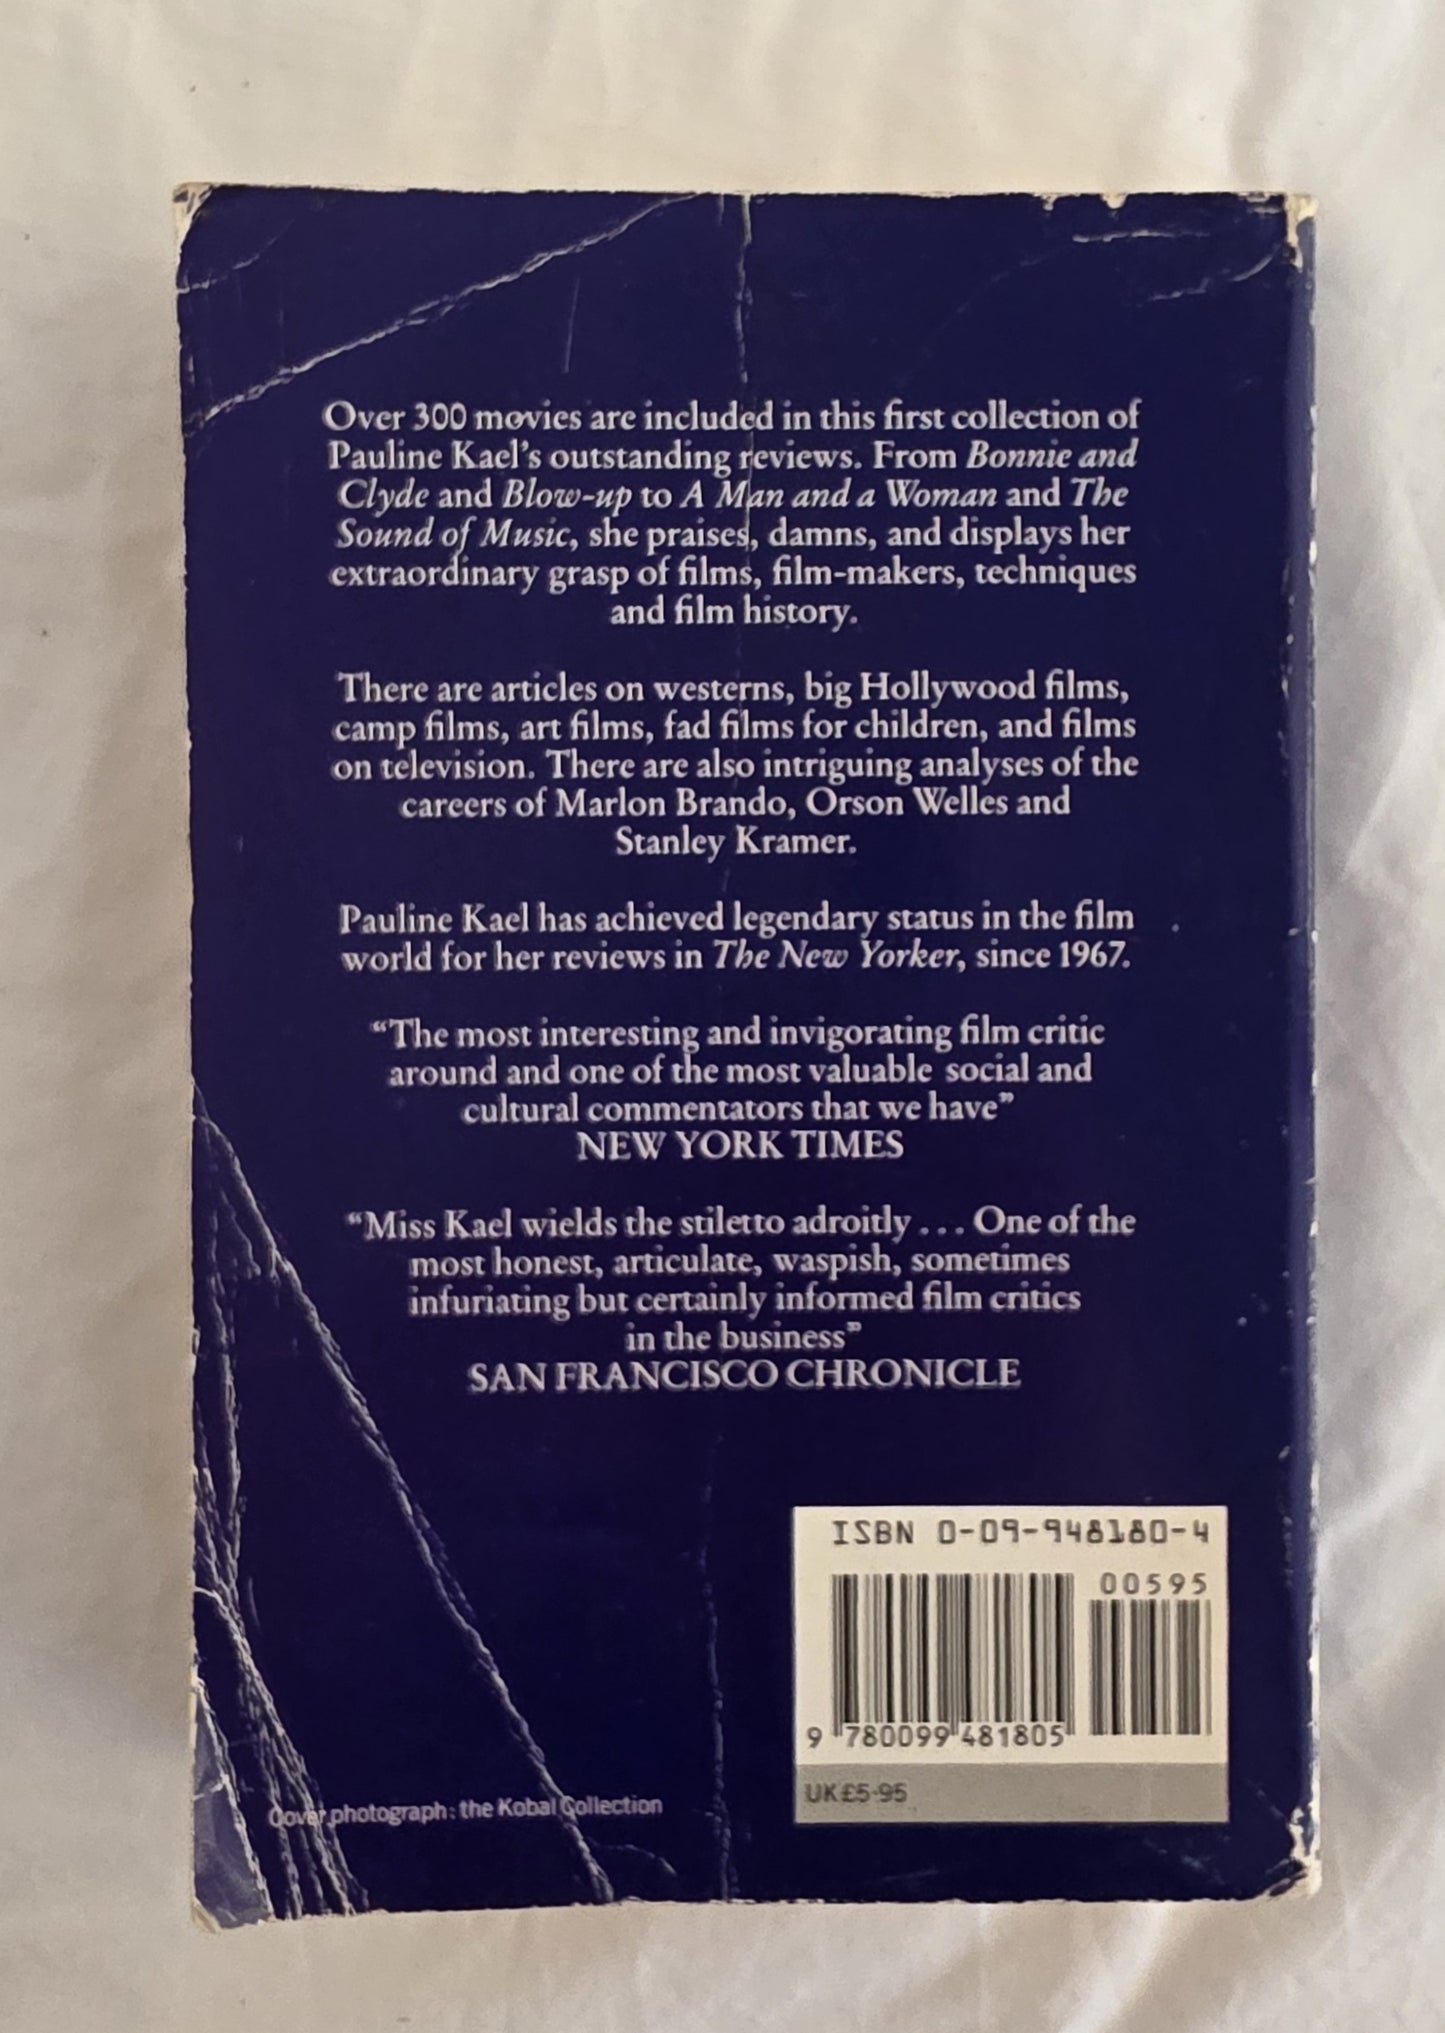 Over 300 movies are included in this first collection of
Pauline Kael's outstanding reviews. From Bonnie and
Clyde and Blow-up to A Man and a Woman and The
Sound of Music, she praises, damns, and displays her
extraordinary grasp of films, film-makers, techniques
and film history.
There are articles on westerns, big Hollywood films,
camp films, art films, fad films for children, and films
on television. There are also intriguing analyses of the
careers of Marlon Brando, Orson Welles and
Stanley Kramer.
Pauline Kael has achieved legendary status in the film
world for her reviews in The New Yorker, since 1967.
“The most interesting and invigorating film critic
around and one of the most valuable social and
cultural commentators that we have”
NEW YORK TIMES
“Miss Kael wields the stiletto adroitly . . . One of the
most honest, articulate, waspish, sometimes
infuriating but certainly informed film critics
in the business”
SAN FRANCISCO CHRONICLE
ISBN 0-09-948180-4
00595
9 780099 481805
UK £5·95
Cover photograph: the Kobal Collection